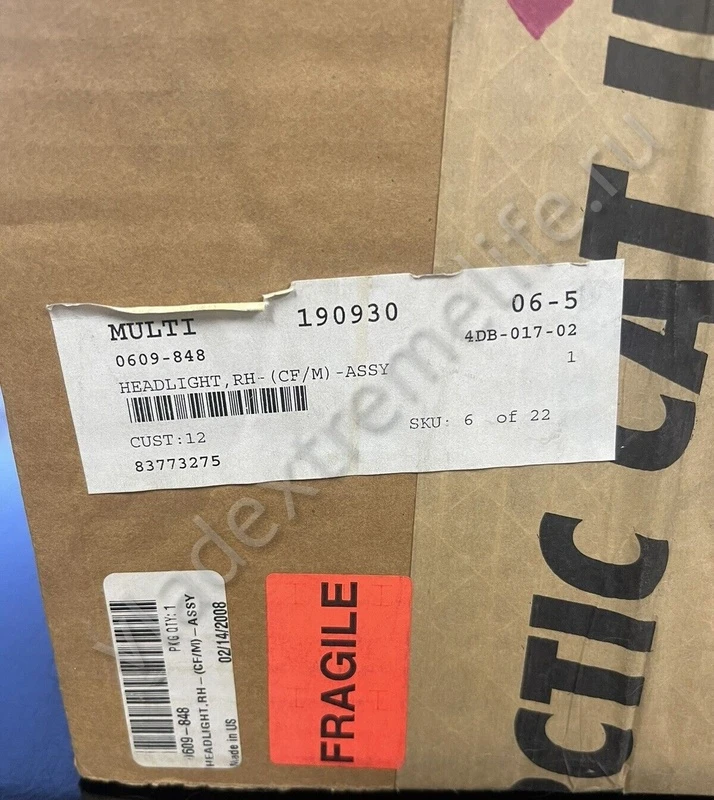 MULTI 190930 06-5
0609-848 4DB-017-02
HEADLIGHT,RH-(CF/M)-ASSY 1
CUST:12 SKU: 6 of 22
83773275
PKG QTY: 1
0609-848
HEADLIGHT,RH-(CF/M)-ASSY
Made in US 02/14/2008
FRAGILE
CTIC CAT
vladextremelife.ru